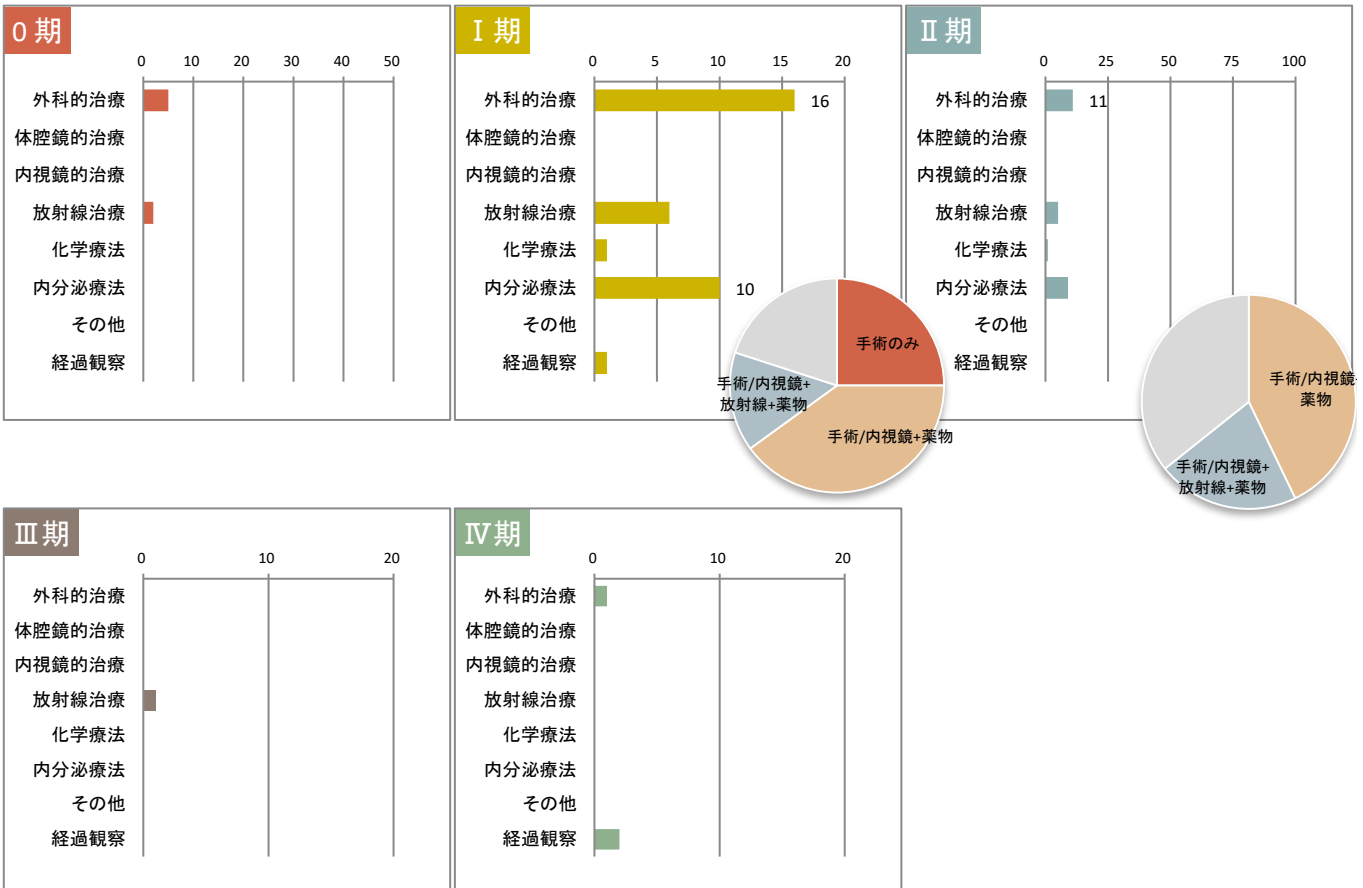 0期
0 10 20 30 40 50
外科的治療
体腔鏡的治療
内視鏡的治療
放射線治療
化学療法
内分泌療法
その他
経過観察
Ⅰ期
0 5 10 15 20
外科的治療 16
体腔鏡的治療
内視鏡的治療
放射線治療
化学療法
内分泌療法 10
その他
経過観察
手術のみ
手術/内視鏡+
放射線+薬物
手術/内視鏡+薬物
Ⅱ期
0 25 50 75 100
外科的治療 11
体腔鏡的治療
内視鏡的治療
放射線治療
化学療法
内分泌療法
その他
経過観察
手術/内視鏡+
薬物
手術/内視鏡+
放射線+薬物
Ⅲ期
0 10 20
外科的治療
体腔鏡的治療
内視鏡的治療
放射線治療
化学療法
内分泌療法
その他
経過観察
Ⅳ期
0 10 20
外科的治療
体腔鏡的治療
内視鏡的治療
放射線治療
化学療法
内分泌療法
その他
経過観察